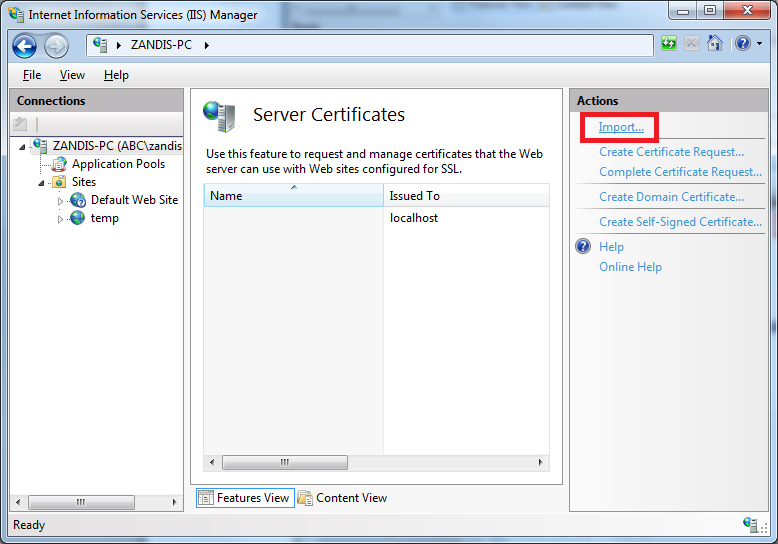 Internet Information Services (IIS) Manager
ZANDIS-PC
File View Help
Connections
ZANDIS-PC (ABC\zandis
Application Pools
Sites
Default Web Site
temp
Server Certificates
Use this feature to request and manage certificates that the Web
server can use with Web sites configured for SSL.
Name Issued To
localhost
Features View Content View
Actions
Import...
Create Certificate Request...
Complete Certificate Request...
Create Domain Certificate...
Create Self-Signed Certificate...
Help
Online Help
Ready